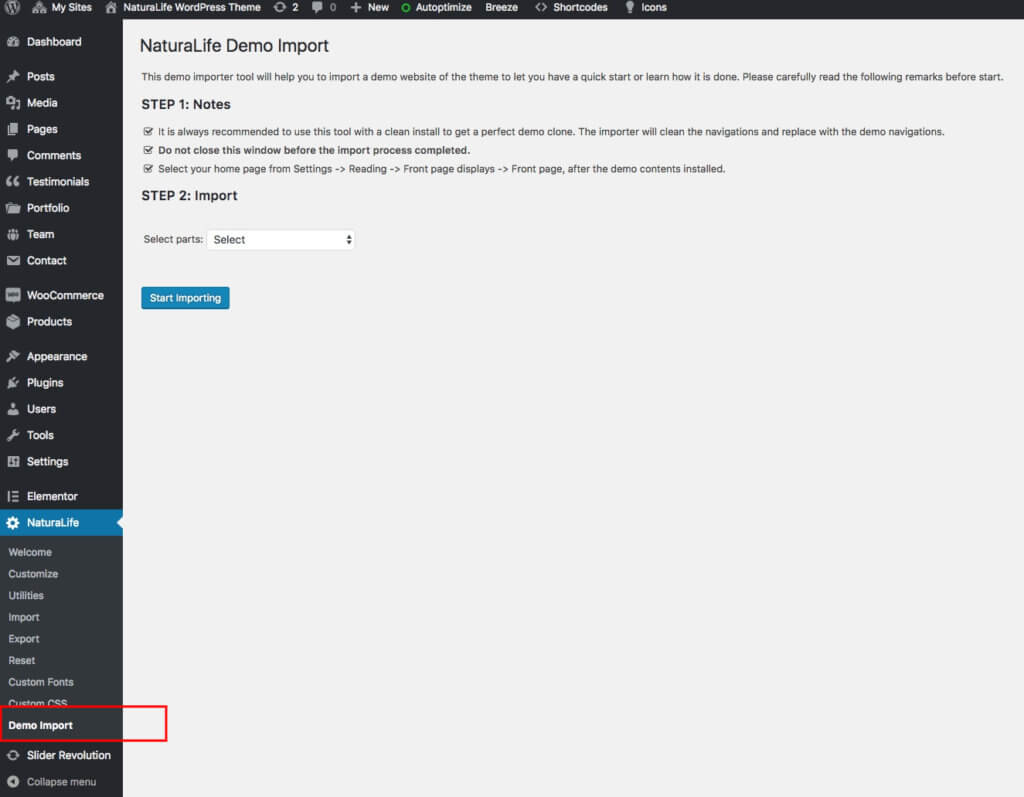 My Sites NaturaLife WordPress Theme 2 0 New Autoptimize Breeze Shortcodes Icons
Dashboard
Posts
Media
Pages
Comments
Testimonials
Portfolio
Team
Contact
WooCommerce
Products
Appearance
Plugins
Users
Tools
Settings
Elementor
NaturaLife
Welcome
Customize
Utilities
Import
Export
Reset
Custom Fonts
Custom CSS
Demo Import
Slider Revolution
Collapse menu
NaturaLife Demo Import
This demo importer tool will help you to import a demo website of the theme to let you have a quick start or learn how it is done. Please carefully read the following remarks before start.
STEP 1: Notes
It is always recommended to use this tool with a clean install to get a perfect demo clone. The importer will clean the navigations and replace with the demo navigations.
Do not close this window before the import process completed.
Select your home page from Settings -> Reading -> Front page displays -> Front page, after the demo contents installed.
STEP 2: Import
Select parts: Select
Start Importing